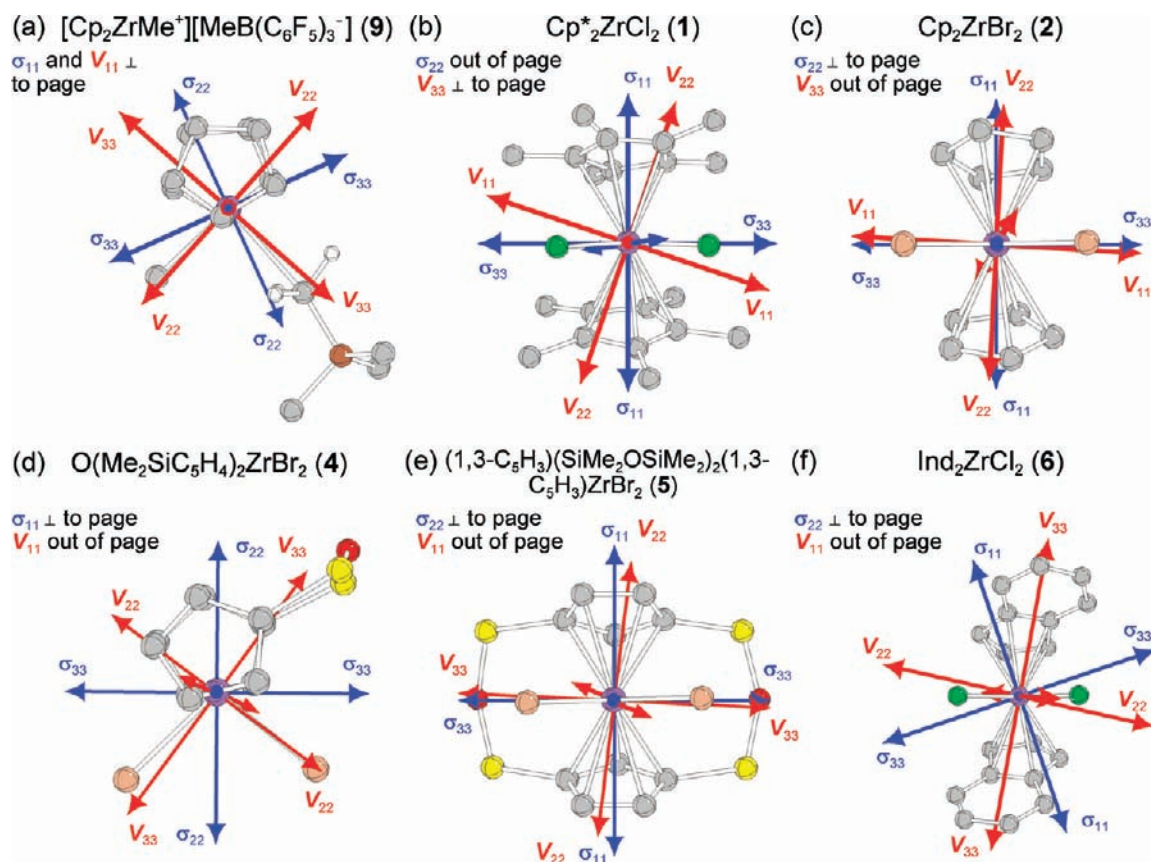 (a) [Cp₂ZrMe⁺][MeB(C₆F₅)₃⁻] (9)
σ₁₁ and V₁₁ ⊥
to page
σ₂₂
V₂₂
V₃₃
σ₃₃
σ₃₃
V₂₂
σ₂₂
V₃₃
(b) Cp*₂ZrCl₂ (1)
σ₂₂ out of page
V₃₃ ⊥ to page
σ₁₁
V₂₂
V₁₁
σ₃₃
σ₃₃
V₁₁
V₂₂
σ₁₁
(c) Cp₂ZrBr₂ (2)
σ₂₂ ⊥ to page
V₃₃ out of page
σ₁₁
V₂₂
V₁₁
σ₃₃
σ₃₃
V₁₁
V₂₂
σ₁₁
(d) O(Me₂SiC₅H₄)₂ZrBr₂ (4)
σ₁₁ ⊥ to page
V₁₁ out of page
σ₂₂
V₃₃
V₂₂
σ₃₃
σ₃₃
V₂₂
V₃₃
σ₂₂
(e) (1,3-C₅H₃)(SiMe₂OSiMe₂)₂(1,3-
C₅H₃)ZrBr₂ (5)
σ₂₂ ⊥ to page
V₁₁ out of page
σ₁₁
V₂₂
V₃₃
σ₃₃
σ₃₃
V₃₃
V₂₂
σ₁₁
(f) Ind₂ZrCl₂ (6)
σ₂₂ ⊥ to page
V₁₁ out of page
σ₁₁
V₃₃
σ₃₃
V₂₂
V₂₂
σ₃₃
σ₁₁
V₃₃